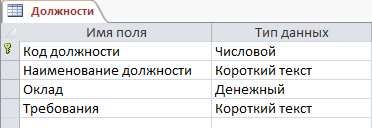 Должности
Имя поля Тип данных
Код должности Числовой
Наименование должности Короткий текст
Оклад Денежный
Требования Короткий текст